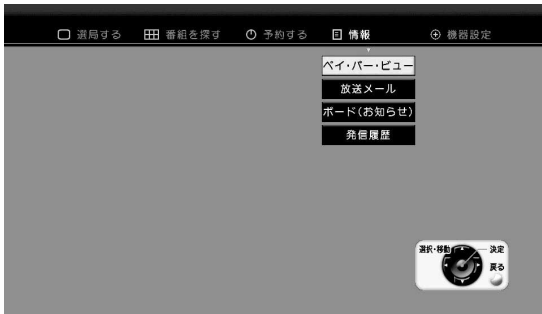 選局する 番組を探す 予約する 情報 機器設定
ペイ・パー・ビュー
放送メール
ボード(お知らせ)
発信履歴
選択・移動 決定
戻る